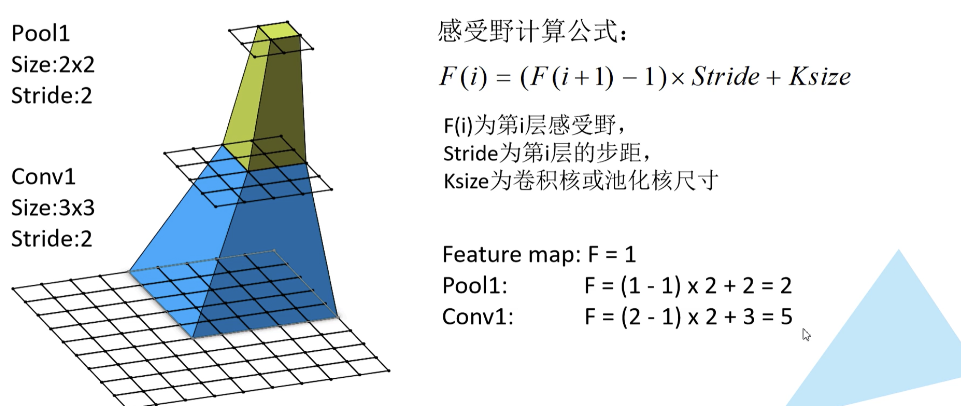 Pool1
Size:2x2
Stride:2
Conv1
Size:3x3
Stride:2
感受野计算公式：
F(i) = (F(i+1) − 1) × Stride + Ksize
F(i)为第i层感受野，
Stride为第i层的步距，
Ksize为卷积核或池化核尺寸
Feature map: F = 1
Pool1: F = (1 - 1) x 2 + 2 = 2
Conv1: F = (2 - 1) x 2 + 3 = 5